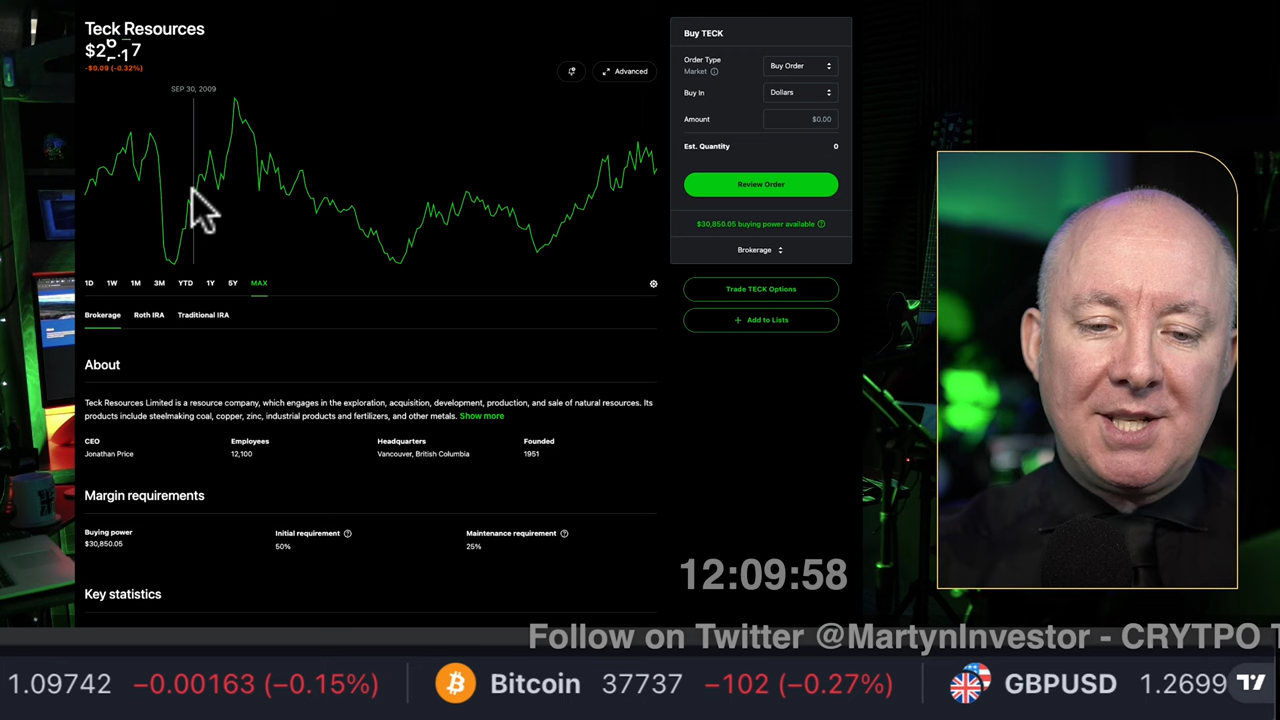 Teck Resources
-$0.09 (-0.32%)
Advanced
SEP 30, 2009
1D 1W 1M 3M YTD 1Y 5Y MAX
Brokerage Roth IRA Traditional IRA
About
Teck Resources Limited is a resource company, which engages in the exploration, acquisition, development, production, and sale of natural resources. Its
products include steelmaking coal, copper, zinc, industrial products and fertilizers, and other metals. Show more
CEO Employees Headquarters Founded
Jonathan Price 12,100 Vancouver, British Columbia 1951
Margin requirements
Buying power Initial requirement Maintenance requirement
$30,850.05 50% 25%
Key statistics
Buy TECK
Order Type
Market
Buy Order
Buy In Dollars
Amount $0.00
Est. Quantity 0
Review Order
$30,850.05 buying power available
Brokerage
Trade TECK Options
+ Add to Lists
12:09:58
Follow on Twitter @MartynInvestor - CRYTPO
1.09742 −0.00163 (−0.15%) Bitcoin 37737 −102 (−0.27%) GBPUSD 1.2699